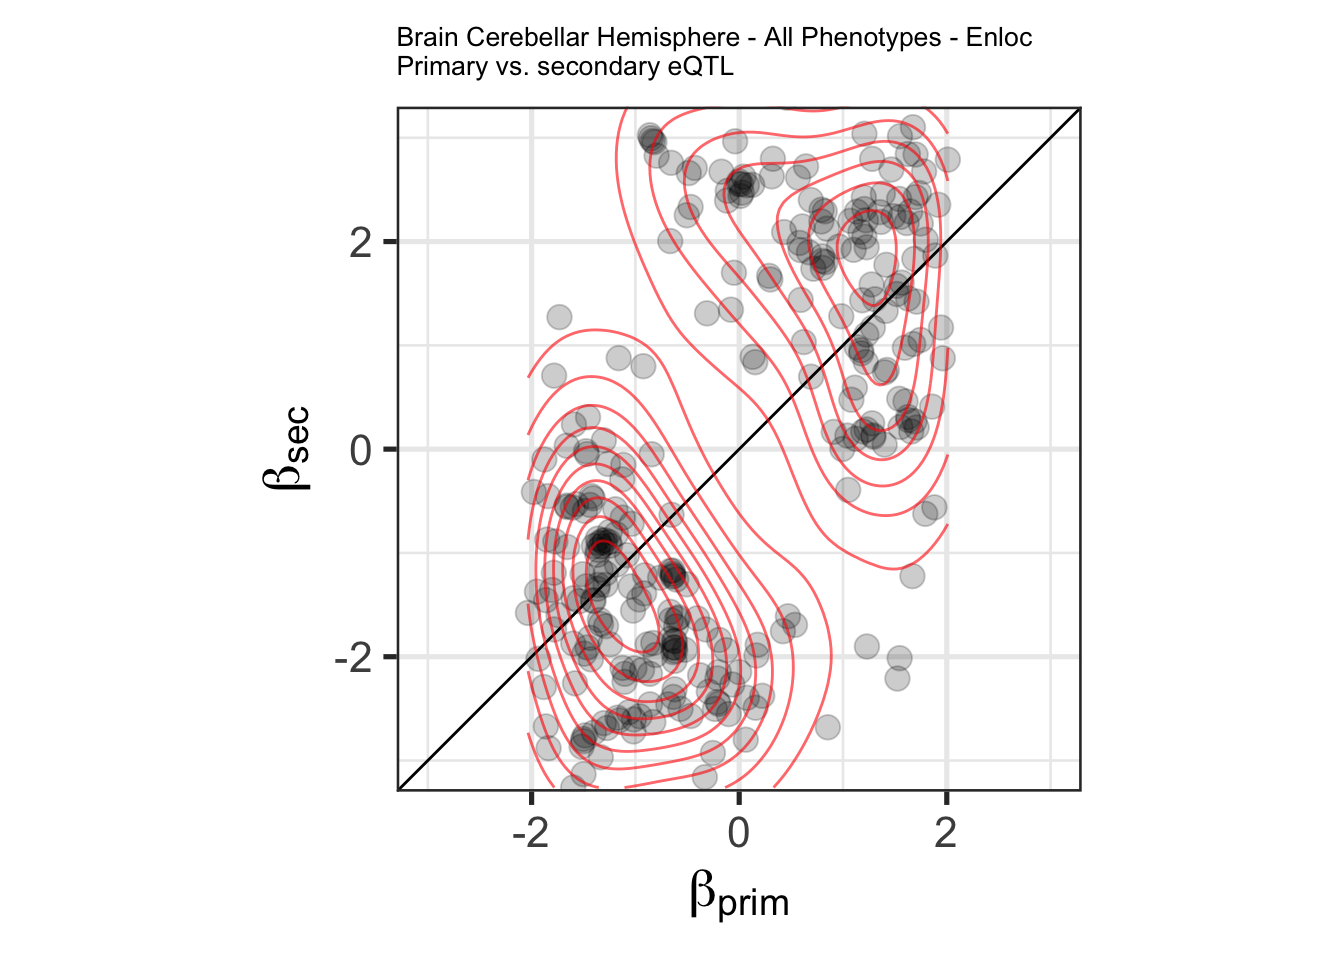 Brain Cerebellar Hemisphere - All Phenotypes - Enloc
Primary vs. secondary eQTL
2
0
-2
βsec
-2 0 2
βprim